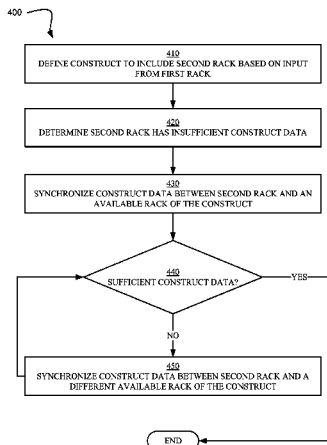 400
410
DEFINE CONSTRUCT TO INCLUDE SECOND RACK BASED ON INPUT
FROM FIRST RACK
420
DETERMINE SECOND RACK HAS INSUFFICIENT CONSTRUCT DATA
430
SYNCHRONIZE CONSTRUCT DATA BETWEEN SECOND RACK AND AN
AVAILABLE RACK OF THE CONSTRUCT
440
SUFFICIENT CONSTRUCT DATA?
YES
NO
450
SYNCHRONIZE CONSTRUCT DATA BETWEEN SECOND RACK AND A
DIFFERENT AVAILABLE RACK OF THE CONSTRUCT
END